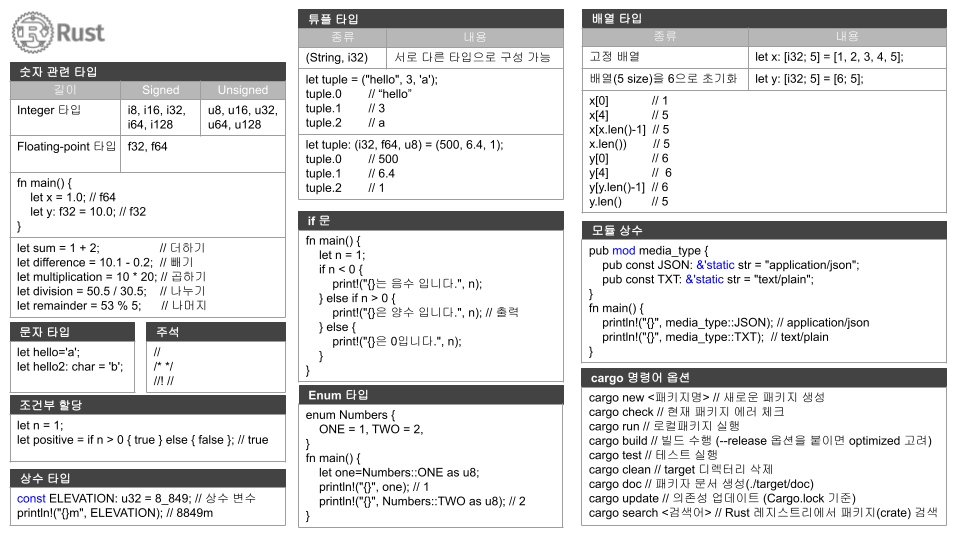 Rust
숫자 관련 타입
길이 Signed Unsigned
Integer 타입 i8, i16, i32, i64, i128 u8, u16, u32, u64, u128
Floating-point 타입 f32, f64
fn main() {
let x = 1.0; // f64
let y: f32 = 10.0; // f32
}
let sum = 1 + 2; // 더하기
let difference = 10.1 - 0.2; // 빼기
let multiplication = 10 * 20; // 곱하기
let division = 50.5 / 30.5; // 나누기
let remainder = 53 % 5; // 나머지
문자 타입
let hello='a';
let hello2: char = 'b';
주석
//
/* */
//! //
조건부 할당
let n = 1;
let positive = if n > 0 { true } else { false }; // true
상수 타입
const ELEVATION: u32 = 8_849; // 상수 변수
println!("{}m", ELEVATION); // 8849m
튜플 타입
종류 내용
(String, i32) 서로 다른 타입으로 구성 가능
let tuple = ("hello", 3, 'a');
tuple.0 // “hello”
tuple.1 // 3
tuple.2 // a
let tuple: (i32, f64, u8) = (500, 6.4, 1);
tuple.0 // 500
tuple.1 // 6.4
tuple.2 // 1
if 문
fn main() {
let n = 1;
if n < 0 {
print!("{}는 음수 입니다.", n);
} else if n > 0 {
print!("{}은 양수 입니다.", n); // 출력
} else {
print!("{}은 0입니다.", n);
}
}
Enum 타입
enum Numbers {
ONE = 1, TWO = 2,
}
fn main() {
let one=Numbers::ONE as u8;
println!("{}", one); // 1
println!("{}", Numbers::TWO as u8); // 2
}
배열 타입
종류 내용
고정 배열 let x: [i32; 5] = [1, 2, 3, 4, 5];
배열(5 size)을 6으로 초기화 let y: [i32; 5] = [6; 5];
x[0] // 1
x[4] // 5
x[x.len()-1] // 5
x.len()) // 5
y[0] // 6
y[4] // 6
y[y.len()-1] // 6
y.len() // 5
모듈 상수
pub mod media_type {
pub const JSON: &'static str = "application/json";
pub const TXT: &'static str = "text/plain";
}
fn main() {
println!("{}", media_type::JSON); // application/json
println!("{}", media_type::TXT); // text/plain
}
cargo 명령어 옵션
cargo new <패키지명> // 새로운 패키지 생성
cargo check // 현재 패키지 에러 체크
cargo run // 로컬패키지 실행
cargo build // 빌드 수행 (--release 옵션을 붙이면 optimized 고려)
cargo test // 테스트 실행
cargo clean // target 디렉터리 삭제
cargo doc // 패키자 문서 생성(./target/doc)
cargo update // 의존성 업데이트 (Cargo.lock 기준)
cargo search <검색어> // Rust 레지스트리에서 패키지(crate) 검색